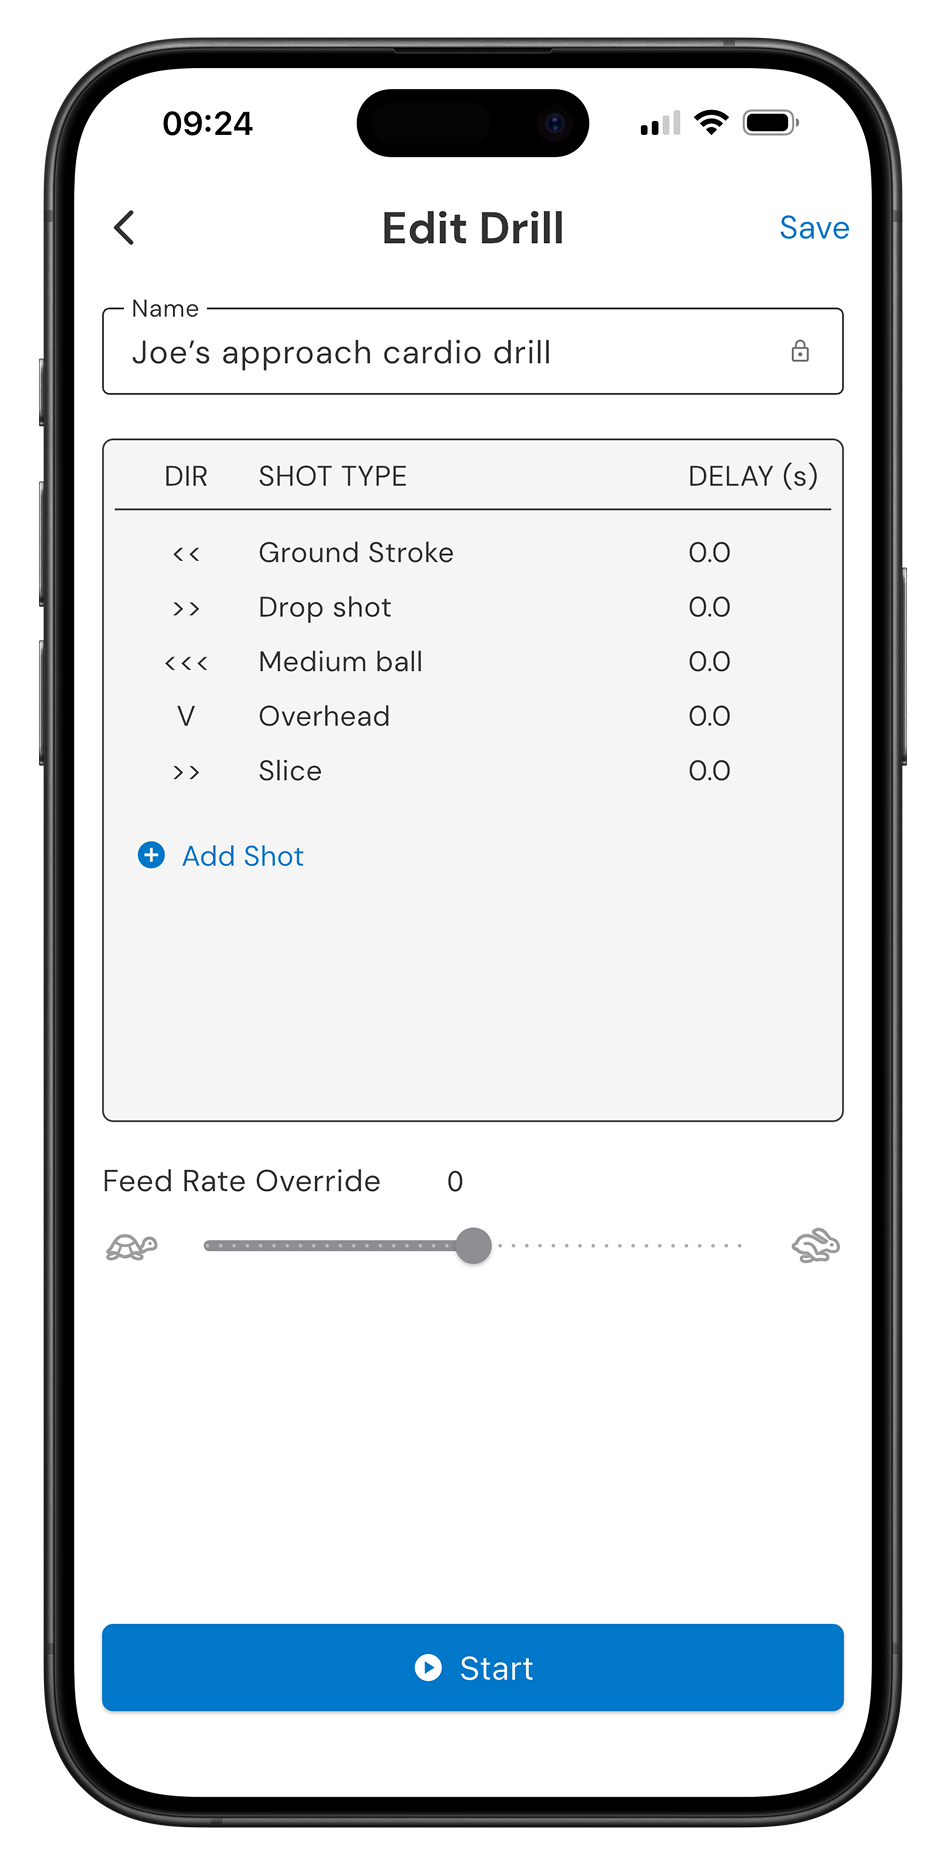 09:24
Edit Drill
Save
Name
Joe’s approach cardio drill
DIR SHOT TYPE DELAY (s)
<< Ground Stroke 0.0
>> Drop shot 0.0
<<< Medium ball 0.0
V Overhead 0.0
>> Slice 0.0
Add Shot
Feed Rate Override 0
Start